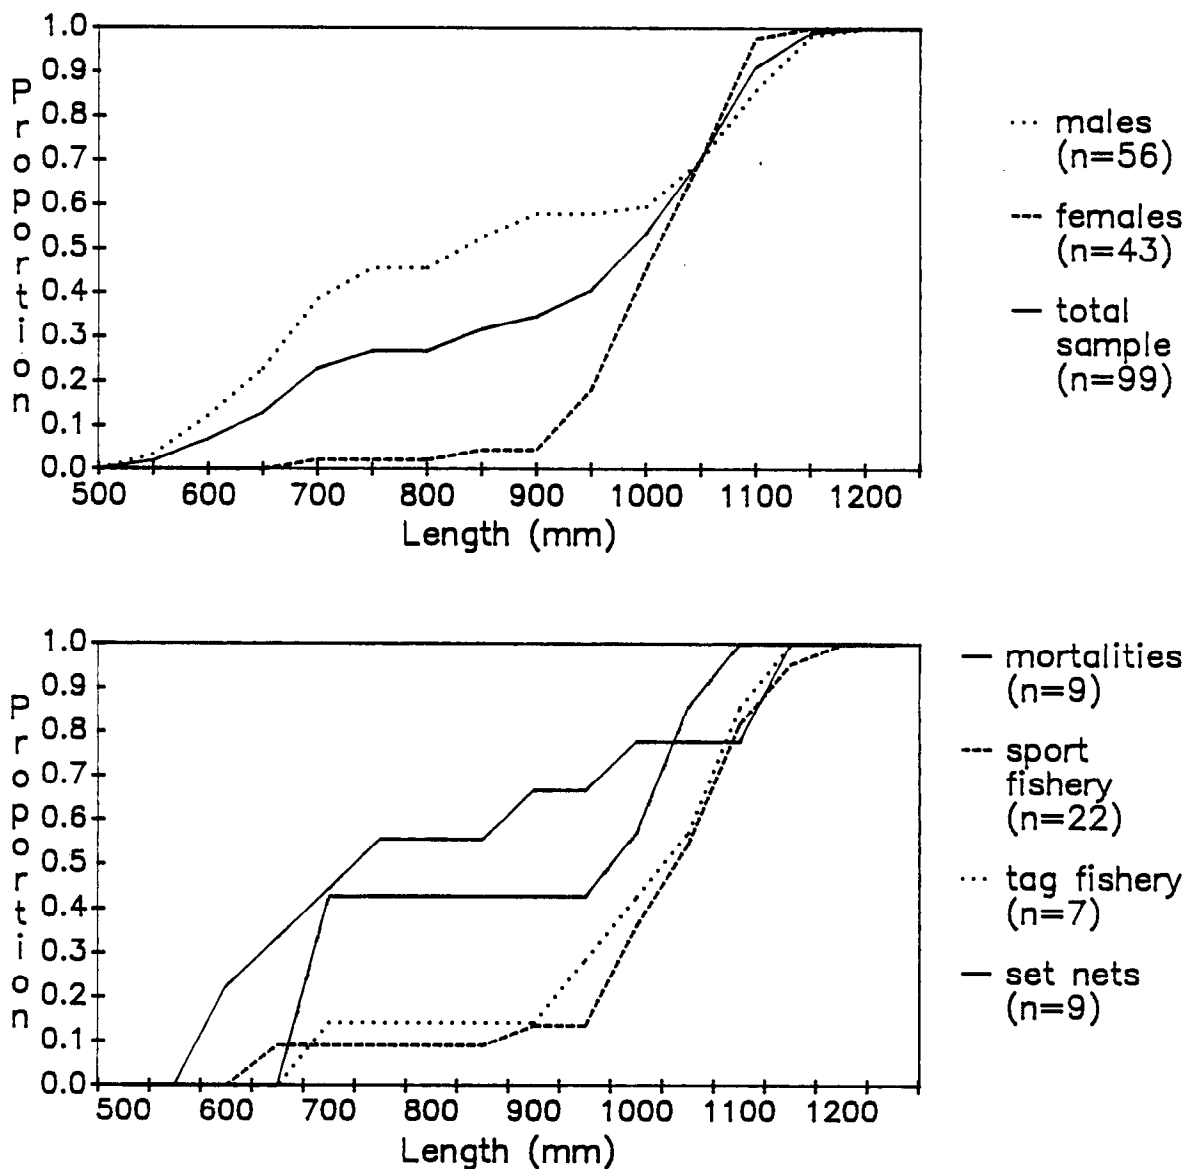 1.0
0.9
0.8
0.7
0.6
0.5
0.4
0.3
0.2
0.1
0.0
Proportion
500 600 700 800 900 1000 1100 1200
Length (mm)
males
(n=56)
females
(n=43)
total
sample
(n=99)
1.0
0.9
0.8
0.7
0.6
0.5
0.4
0.3
0.2
0.1
0.0
Proportion
500 600 700 800 900 1000 1100 1200
Length (mm)
mortalities
(n=9)
sport
fishery
(n=22)
tag fishery
(n=7)
set nets
(n=9)